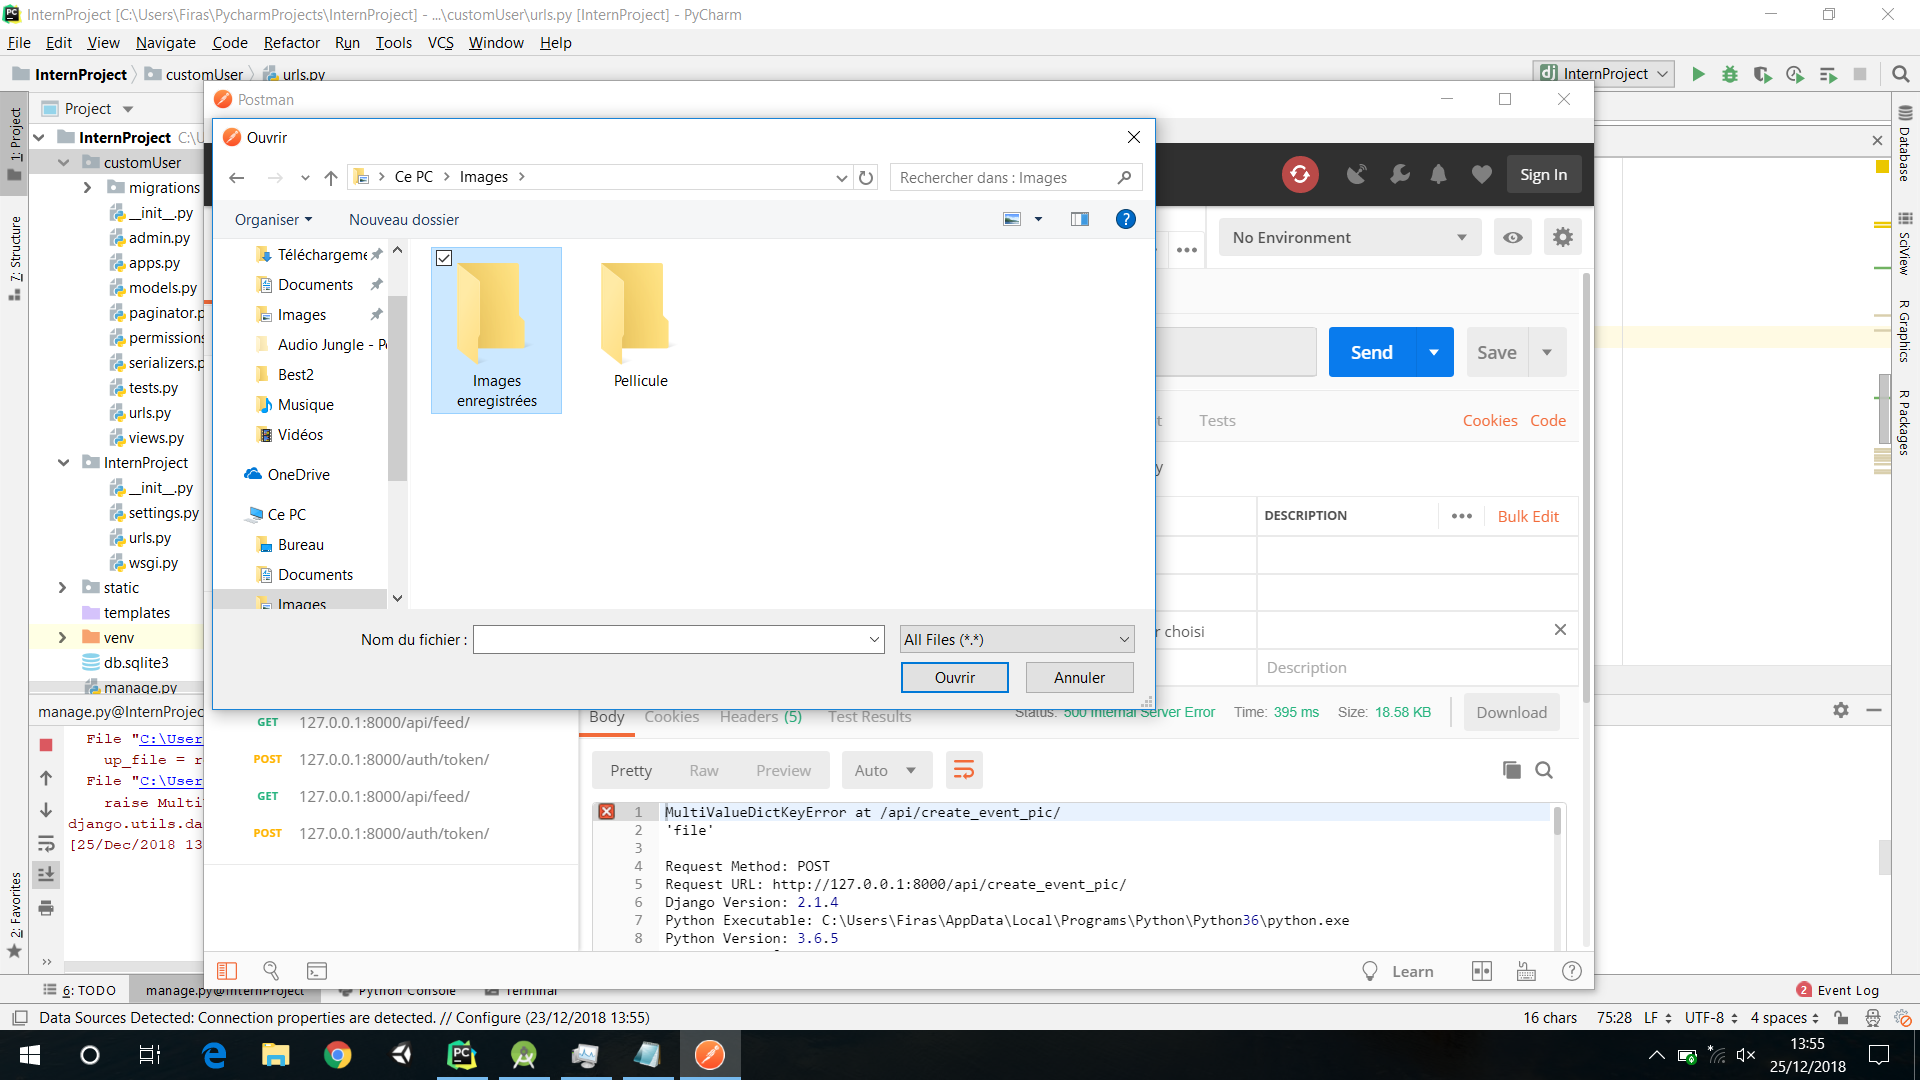 InternProject [C:\Users\Firas\PycharmProjects\InternProject] - ...\customUser\urls.py [InternProject] - PyCharm
File Edit View Navigate Code Refactor Run Tools VCS Window Help
InternProject customUser urls.py
InternProject
1: Project
7: Structure
2: Favorites
Project
InternProject C:\U
customUser
migrations
__init__.py
admin.py
apps.py
models.py
paginator.p
permissions
serializers.p
tests.py
urls.py
views.py
InternProject
__init__.py
settings.py
urls.py
wsgi.py
static
templates
venv
db.sqlite3
manage.py
Postman
Ouvrir
Ce PC Images
Rechercher dans : Images
Organiser Nouveau dossier
Téléchargeme
Documents
Images
Audio Jungle - P
Best2
Musique
Vidéos
OneDrive
Ce PC
Bureau
Documents
Images
Images enregistrées
Pellicule
Nom du fichier :
All Files (*.*)
Ouvrir Annuler
Sign In
No Environment
Send Save
t Tests Cookies Code
y
DESCRIPTION Bulk Edit
r choisi
Description
Database
SciView
R Graphics
R Packages
manage.py@InternProjec
File "C:\User
up_file = r
File "C:\User
raise Multi
django.utils.da
[25/Dec/2018 13
GET 127.0.0.1:8000/api/feed/
POST 127.0.0.1:8000/auth/token/
GET 127.0.0.1:8000/api/feed/
POST 127.0.0.1:8000/auth/token/
Body Cookies Headers (5) Test Results
Status: 500 Internal Server Error Time: 395 ms Size: 18.58 KB Download
Pretty Raw Preview Auto
1 MultiValueDictKeyError at /api/create_event_pic/
2 'file'
3
4 Request Method: POST
5 Request URL: http://127.0.0.1:8000/api/create_event_pic/
6 Django Version: 2.1.4
7 Python Executable: C:\Users\Firas\AppData\Local\Programs\Python\Python36\python.exe
8 Python Version: 3.6.5
Learn
6: TODO manage.py@InternProject Python Console Terminal
2 Event Log
Data Sources Detected: Connection properties are detected. // Configure (23/12/2018 13:55)
16 chars 75:28 LF UTF-8 4 spaces
13:55
25/12/2018